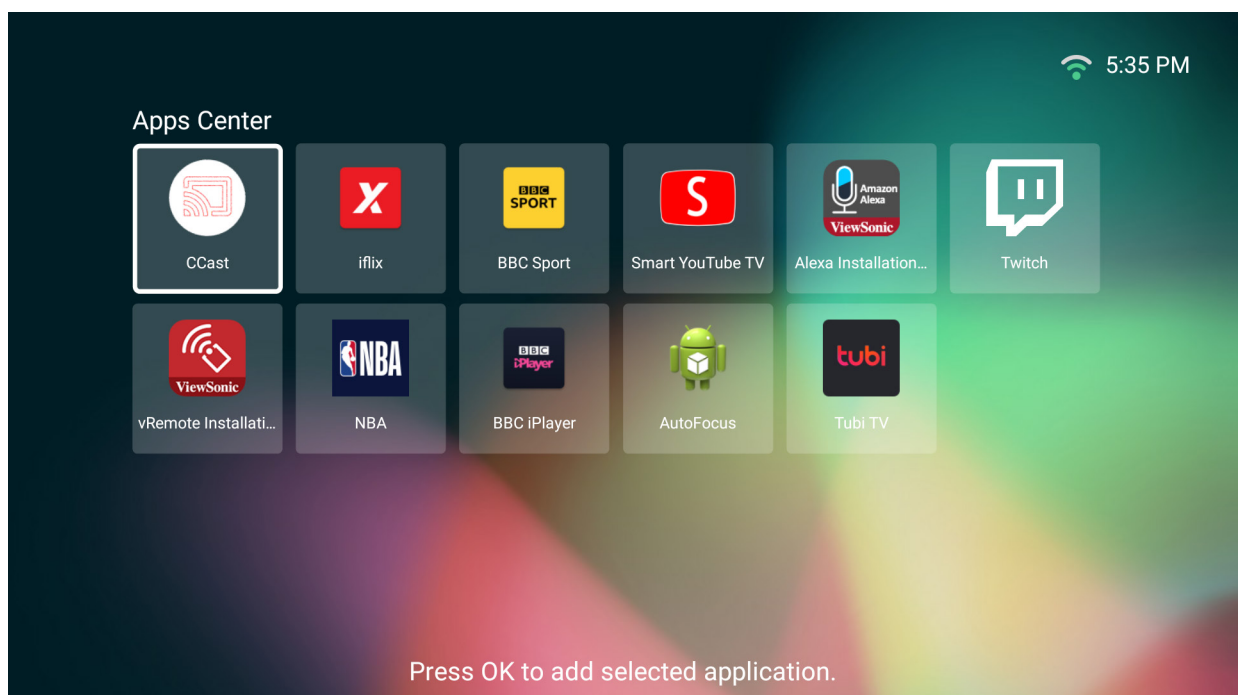 5:35 PM
Apps Center
BBC
SPORT
S
Amazon
Alexa
ViewSonic
CCast
iflix
BBC Sport
Smart YouTube TV
Alexa Installation...
Twitch
ViewSonic
NBA
BBC
iPlayer
tubi
vRemote Installati...
NBA
BBC iPlayer
AutoFocus
Tubi TV
Press OK to add selected application.